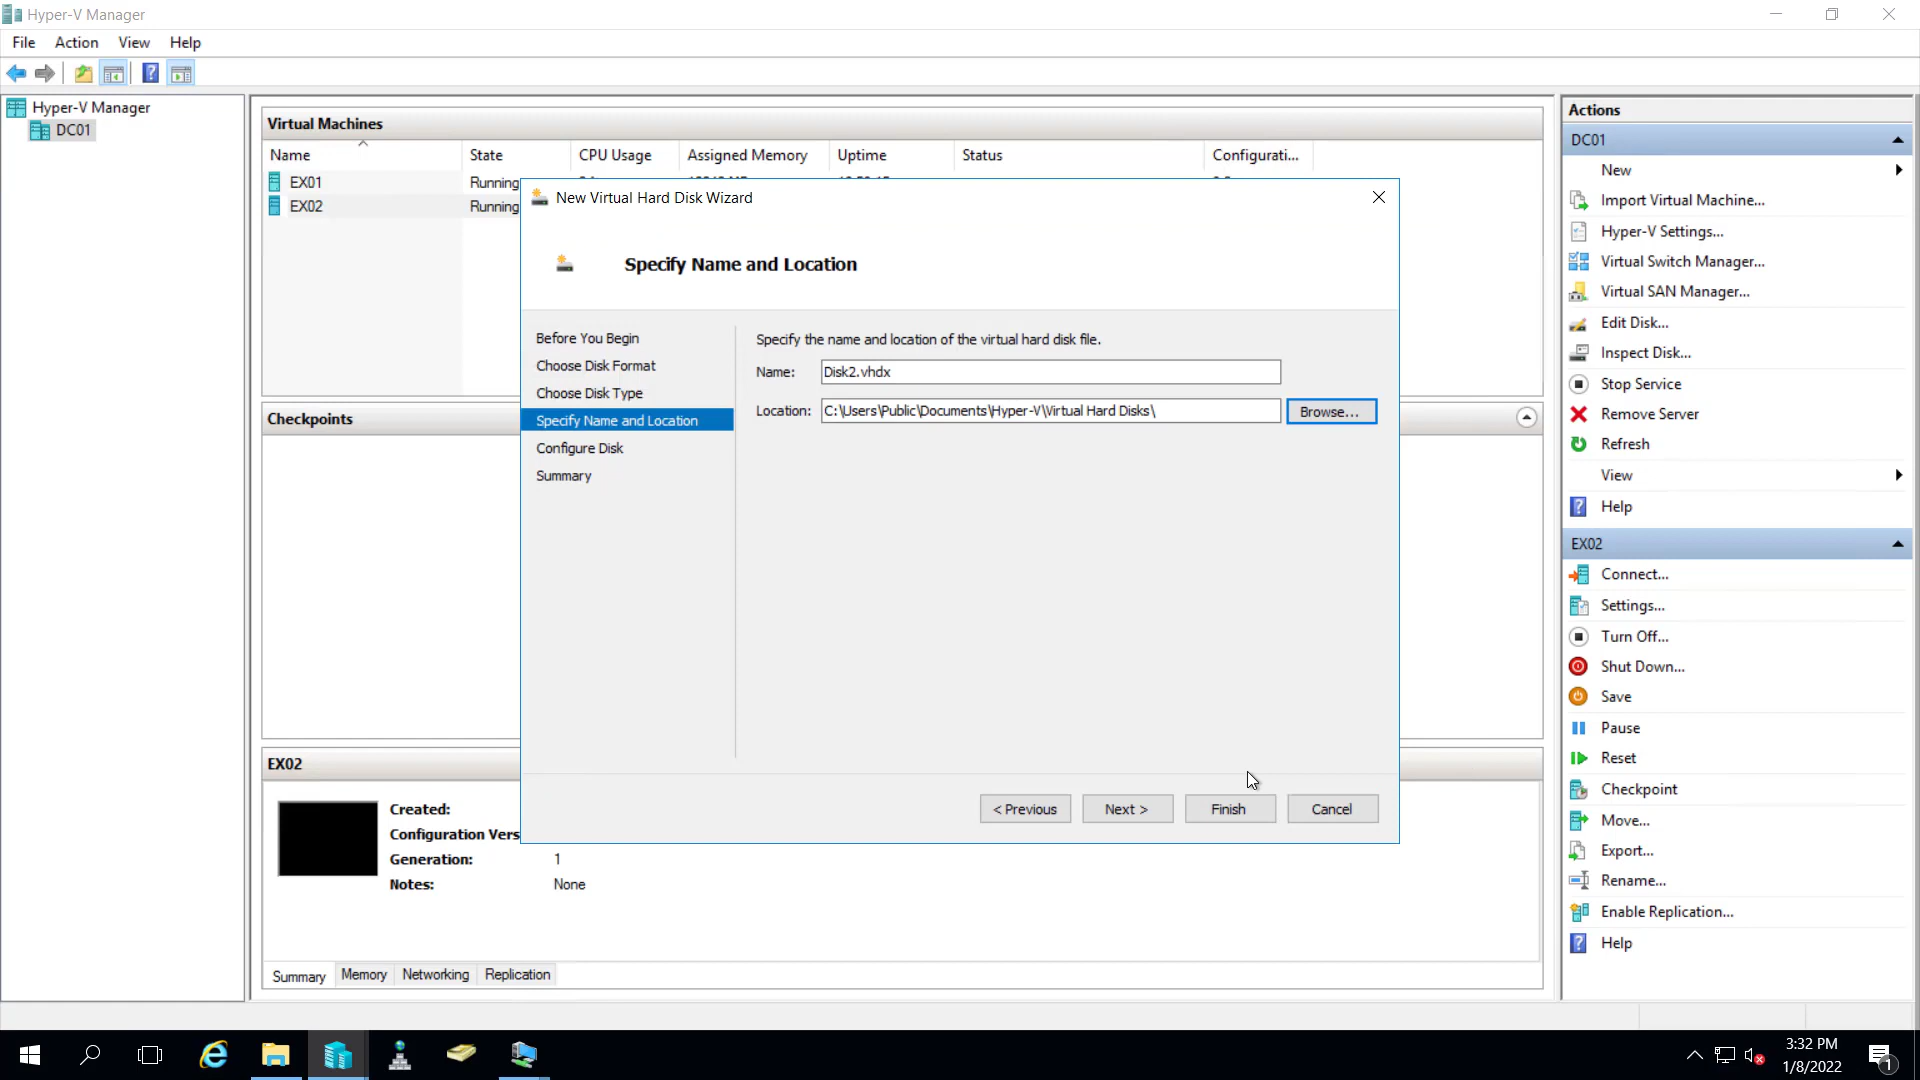 Hyper-V Manager
File Action View Help
Hyper-V Manager
DC01
Virtual Machines
Name State CPU Usage Assigned Memory Uptime Status Configurati...
EX01 Running
EX02 Running
New Virtual Hard Disk Wizard
Specify Name and Location
Before You Begin
Choose Disk Format
Choose Disk Type
Specify Name and Location
Configure Disk
Summary
Specify the name and location of the virtual hard disk file.
Name: Disk2.vhdx
Location: C:\Users\Public\Documents\Hyper-V\Virtual Hard Disks\ Browse...
< Previous Next > Finish Cancel
Checkpoints
EX02
Created:
Configuration Vers
Generation: 1
Notes: None
Summary Memory Networking Replication
Actions
DC01
New
Import Virtual Machine...
Hyper-V Settings...
Virtual Switch Manager...
Virtual SAN Manager...
Edit Disk...
Inspect Disk...
Stop Service
Remove Server
Refresh
View
Help
EX02
Connect...
Settings...
Turn Off...
Shut Down...
Save
Pause
Reset
Checkpoint
Move...
Export...
Rename...
Enable Replication...
Help
3:32 PM
1/8/2022
1